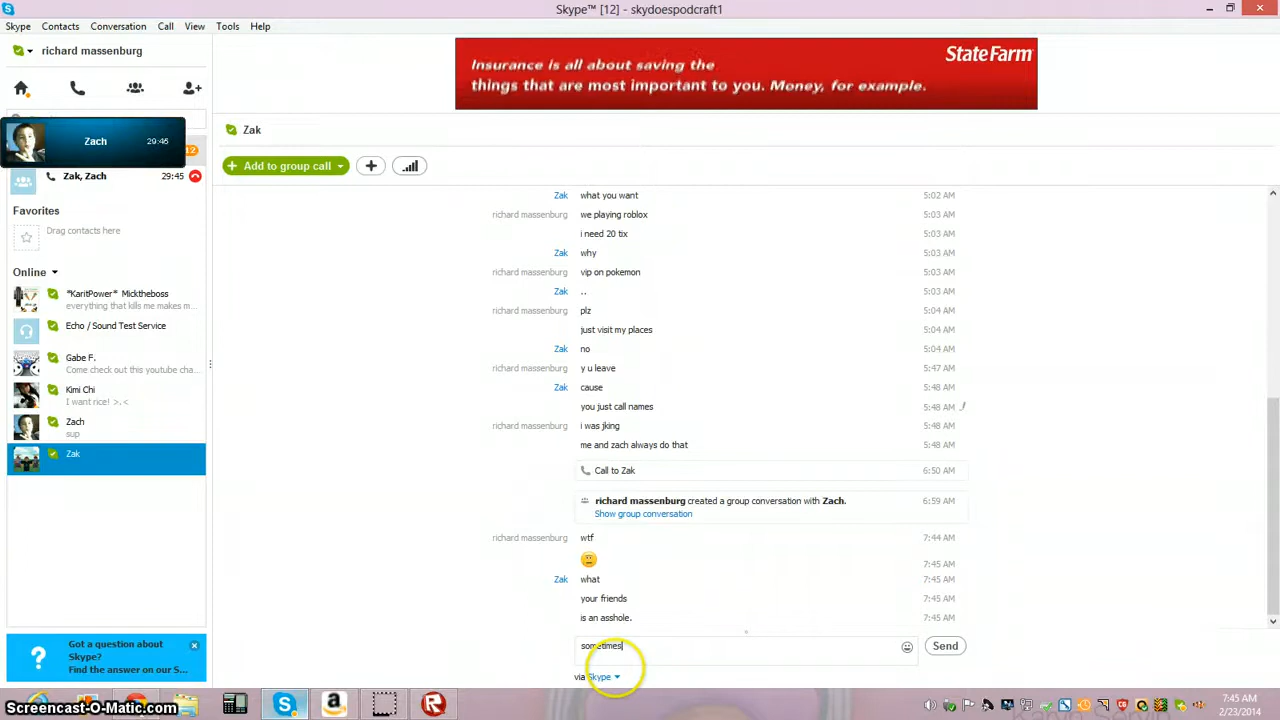 Skype™ [12] - skydoespodcraft1
Skype Contacts Conversation Call View Tools Help
richard massenburg
Insurance is all about saving the
things that are most important to you. Money, for example.
StateFarm
Zach 29:46
12
Zak, Zach 29:45
Favorites
Drag contacts here
Online
*KaritPower* Micktheboss
everything that kills me makes m...
Echo / Sound Test Service
Gabe F.
Come check out this youtube cha...
Kimi Chi
I want rice! >.<
Zach
sup
Zak
Got a question about
Skype?
Find the answer on our S...
Zak
+ Add to group call
Zak what you want 5:02 AM
richard massenburg we playing roblox 5:03 AM
i need 20 tix 5:03 AM
Zak why 5:03 AM
richard massenburg vip on pokemon 5:03 AM
Zak .. 5:03 AM
richard massenburg plz 5:04 AM
just visit my places 5:04 AM
Zak no 5:04 AM
richard massenburg y u leave 5:47 AM
Zak cause 5:48 AM
you just call names 5:48 AM
richard massenburg i was jking 5:48 AM
me and zach always do that 5:48 AM
Call to Zak 6:50 AM
richard massenburg created a group conversation with Zach. 6:59 AM
Show group conversation
richard massenburg wtf 7:44 AM
7:45 AM
Zak what 7:45 AM
your friends 7:45 AM
is an asshole. 7:45 AM
sometimes
Send
via Skype
Screencast-O-Matic.com
7:45 AM
2/23/2014